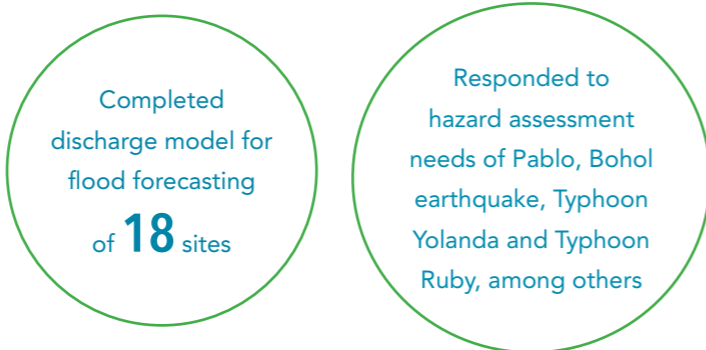 Completed
discharge model for
flood forecasting
of 18 sites
Responded to
hazard assessment
needs of Pablo, Bohol
earthquake, Typhoon
Yolanda and Typhoon
Ruby, among others